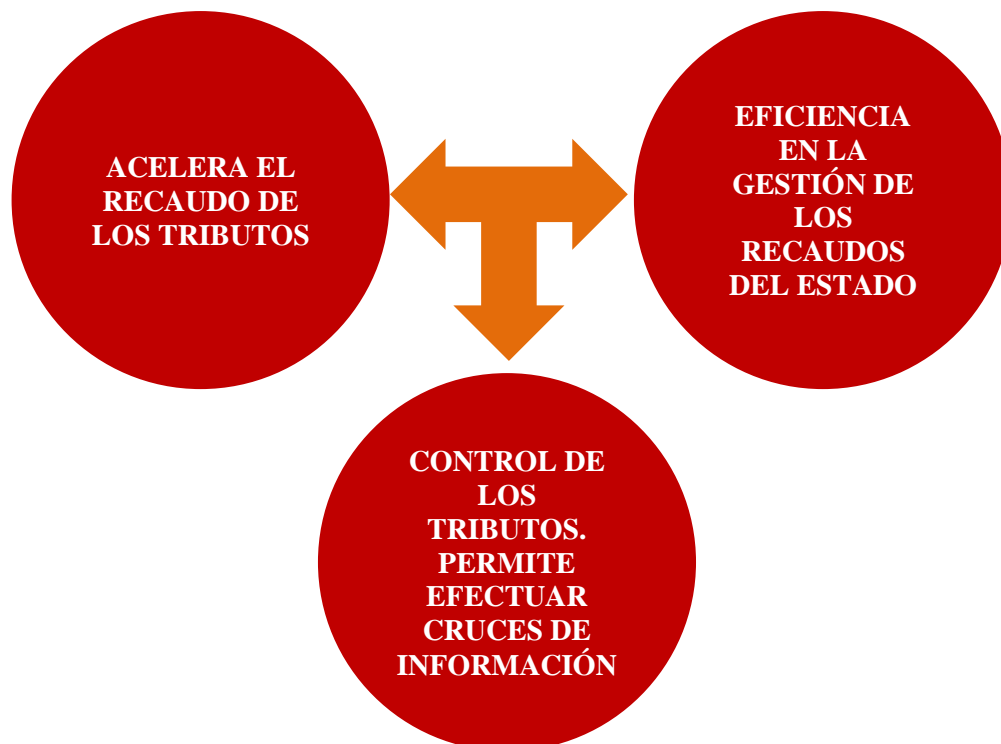 ACELERA EL
RECAUDO DE
LOS TRIBUTOS
EFICIENCIA
EN LA
GESTIÓN DE
LOS
RECAUDOS
DEL ESTADO
CONTROL DE
LOS
TRIBUTOS.
PERMITE
EFECTUAR
CRUCES DE
INFORMACIÓN